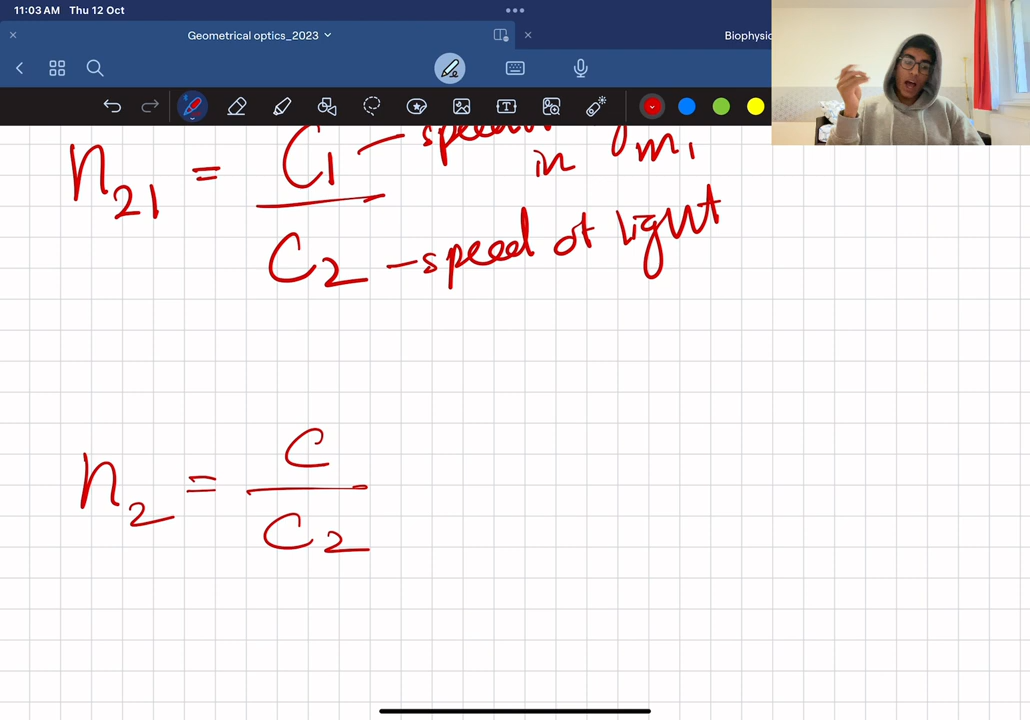 11:03 AM Thu 12 Oct
Geometrical optics_2023
Biophysic
n21 = C1 – speed
in m1
C2 – speed of light
n2 = C
C2